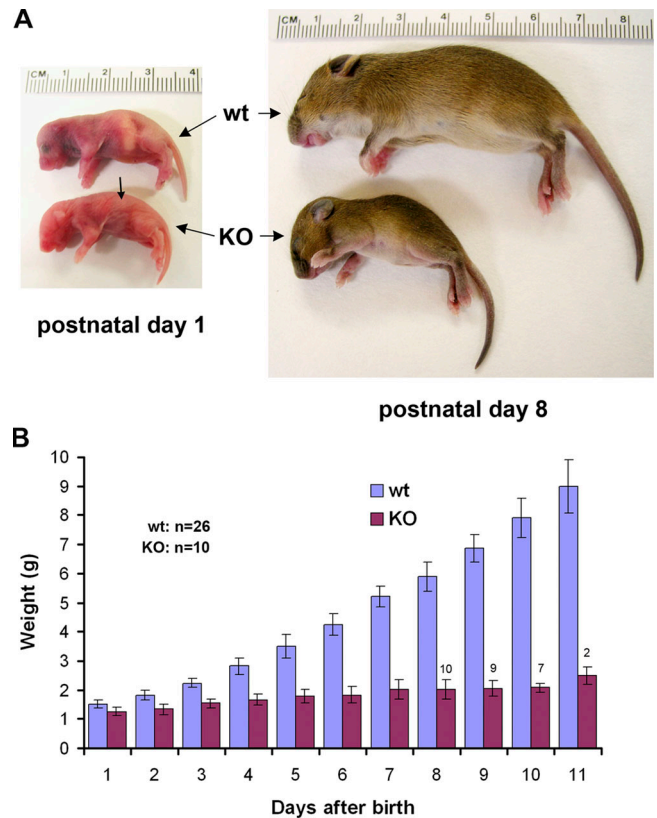 A
CM 1 2 3 4
CM 1 2 3 4 5 6 7 8
wt
KO
postnatal day 1
postnatal day 8
B
10
9
8
7
6
5
4
3
2
1
0
Weight (g)
wt: n=26
KO: n=10
wt
KO
10 9 7 2
1 2 3 4 5 6 7 8 9 10 11
Days after birth